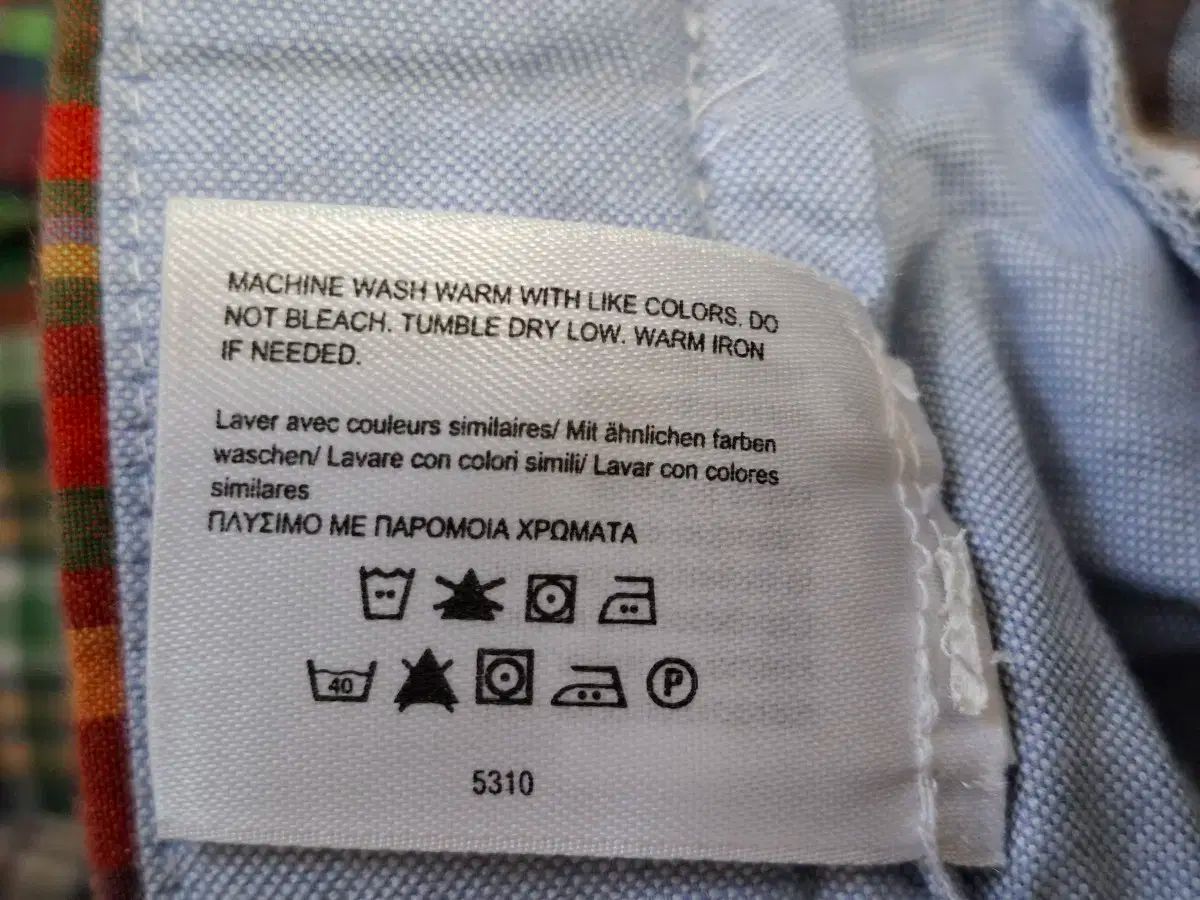 MACHINE WASH WARM WITH LIKE COLORS. DO
NOT BLEACH. TUMBLE DRY LOW. WARM IRON
IF NEEDED.
Laver avec couleurs similaires/ Mit ähnlichen farben
waschen/ Lavare con colori simili/ Lavar con colores
similares
ΠΛΥΣΙΜΟ ΜΕ ΠΑΡΟΜΟΙΑ ΧΡΩΜΑΤΑ
40 P
5310